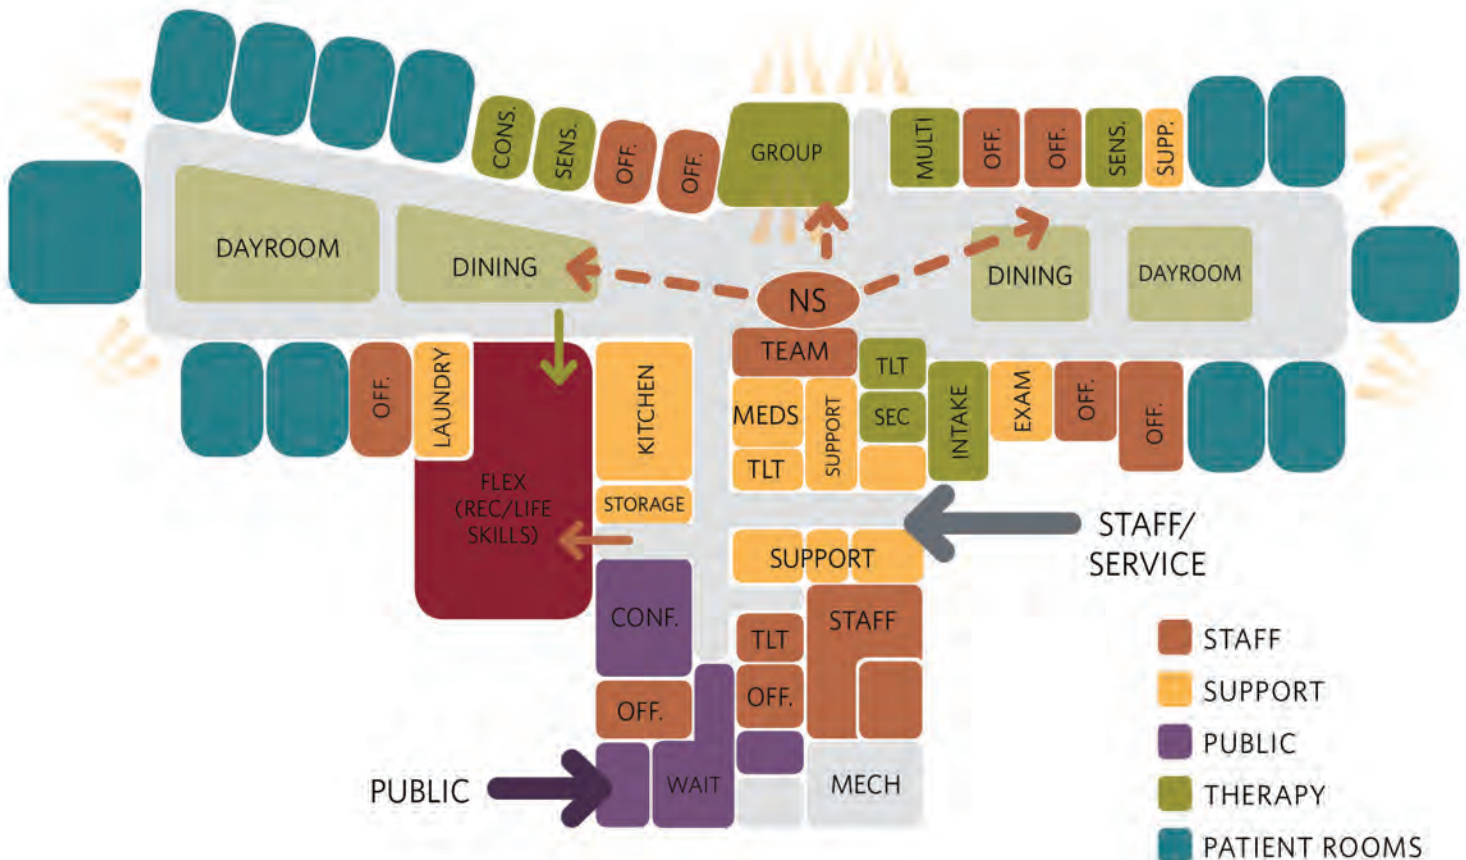 CONS.
SENS.
OFF.
OFF.
GROUP
MULTI
OFF.
OFF.
SENS.
SUPP.
DAYROOM
DINING
NS
DINING
DAYROOM
TEAM
TLT
OFF.
LAUNDRY
KITCHEN
MEDS
SUPPORT
SEC
INTAKE
EXAM
OFF.
OFF.
TLT
FLEX
(REC/LIFE
SKILLS)
STORAGE
STAFF/
SERVICE
SUPPORT
CONF.
TLT
STAFF
OFF.
OFF.
PUBLIC
WAIT
MECH
STAFF
SUPPORT
PUBLIC
THERAPY
PATIENT ROOMS